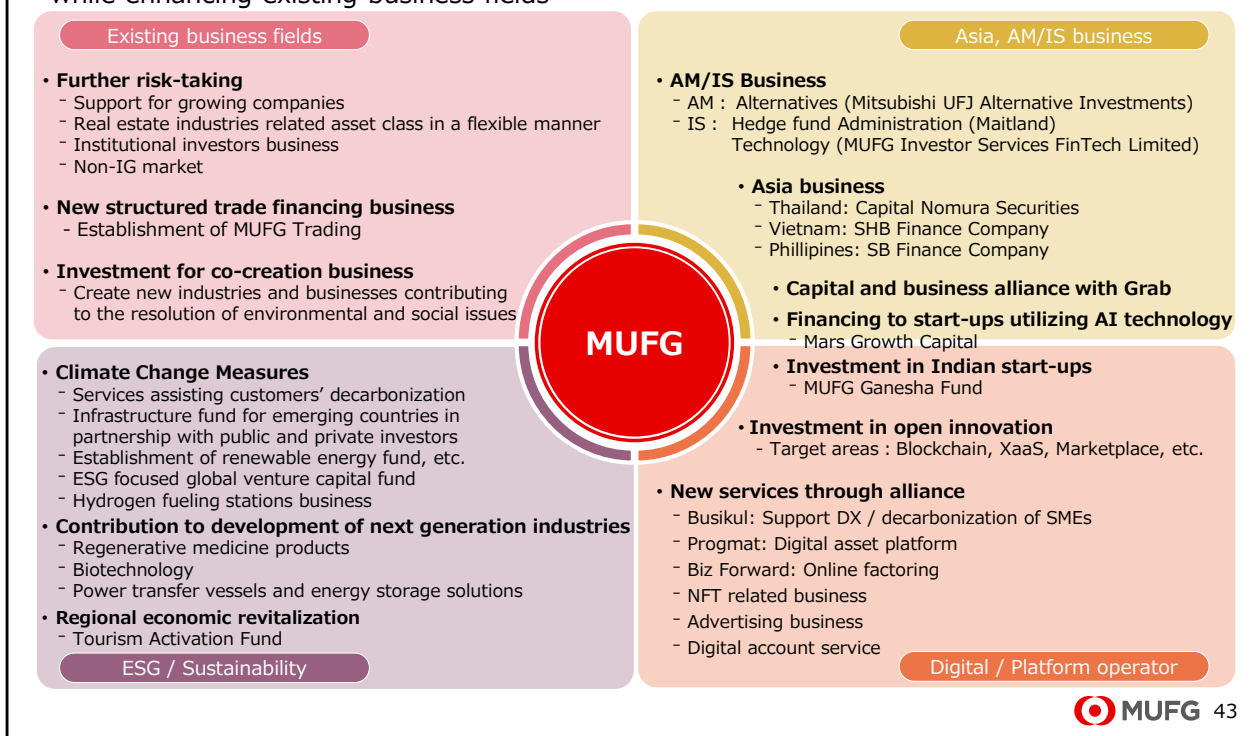 while enhancing existing business fields
Existing business fields
• Further risk-taking
- Support for growing companies
- Real estate industries related asset class in a flexible manner
- Institutional investors business
- Non-IG market
• New structured trade financing business
- Establishment of MUFG Trading
• Investment for co-creation business
- Create new industries and businesses contributing
to the resolution of environmental and social issues
Asia, AM/IS business
• AM/IS Business
- AM : Alternatives (Mitsubishi UFJ Alternative Investments)
- IS : Hedge fund Administration (Maitland)
Technology (MUFG Investor Services FinTech Limited)
• Asia business
- Thailand: Capital Nomura Securities
- Vietnam: SHB Finance Company
- Phillipines: SB Finance Company
• Capital and business alliance with Grab
• Financing to start-ups utilizing AI technology
- Mars Growth Capital
MUFG
• Climate Change Measures
- Services assisting customers’ decarbonization
- Infrastructure fund for emerging countries in
partnership with public and private investors
- Establishment of renewable energy fund, etc.
- ESG focused global venture capital fund
- Hydrogen fueling stations business
• Contribution to development of next generation industries
- Regenerative medicine products
- Biotechnology
- Power transfer vessels and energy storage solutions
• Regional economic revitalization
- Tourism Activation Fund
ESG / Sustainability
• Investment in Indian start-ups
- MUFG Ganesha Fund
• Investment in open innovation
- Target areas : Blockchain, XaaS, Marketplace, etc.
• New services through alliance
- Busikul: Support DX / decarbonization of SMEs
- Progmat: Digital asset platform
- Biz Forward: Online factoring
- NFT related business
- Advertising business
- Digital account service
Digital / Platform operator
MUFG 43